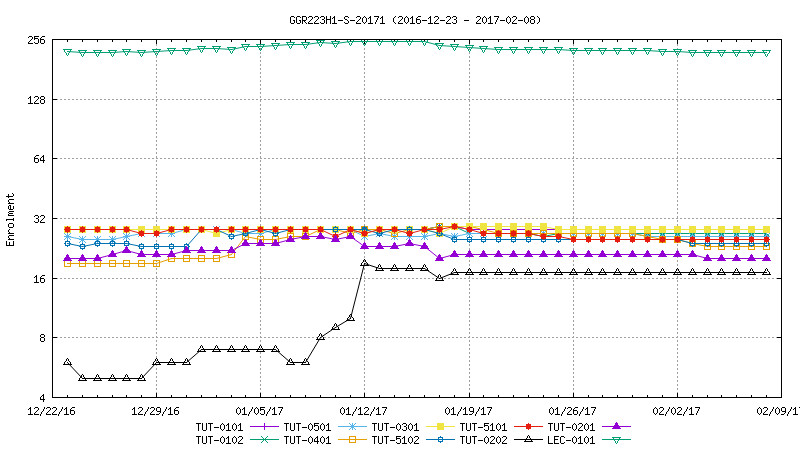 GGR223H1-S-20171 (2016-12-23 - 2017-02-08)
256
128
64
32
16
8
4
Enrolment
12/22/16 12/29/16 01/05/17 01/12/17 01/19/17 01/26/17 02/02/17 02/09/17
TUT-0101 TUT-0501 TUT-0301 TUT-5101 TUT-0201
TUT-0102 TUT-0401 TUT-5102 TUT-0202 LEC-0101